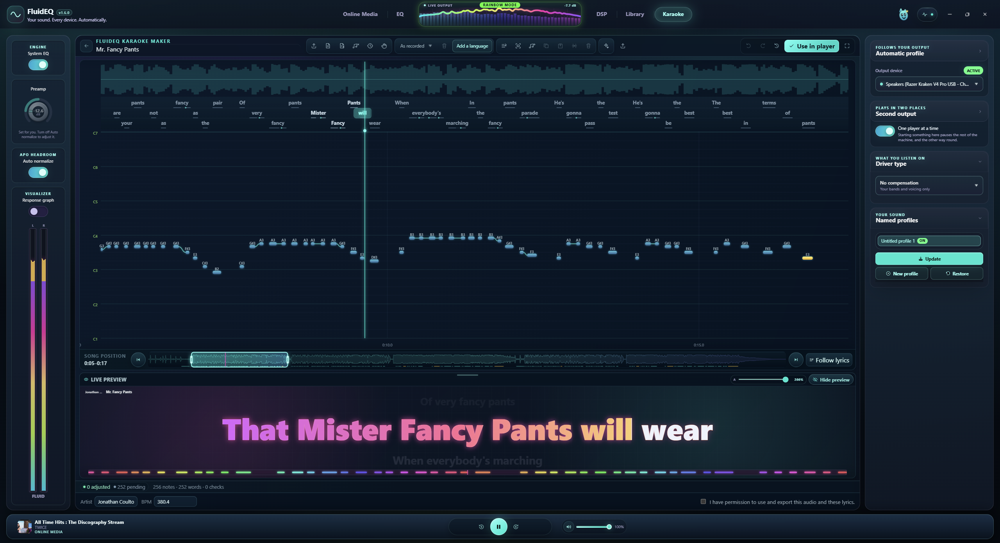 FluidEQ v1.6.0
Your sound. Every device. Automatically.
Online Media
EQ
LIVE OUTPUT
RAINBOW MODE
-7.7 dB
DSP
Library
Karaoke
ENGINE
System EQ
Preamp
-12.6
dB
Set for you. Turn off Auto
normalize to adjust it.
APO HEADROOM
Auto normalize
VISUALIZER
Response graph
L R
FLUID
FLUIDEQ KARAOKE MAKER
Mr. Fancy Pants
As recorded
Add a language
Use in player
pants fancy pair Of pants Pants When In pants He's the He's the The terms
are not as very Mister will everybody's the parade gonna test gonna best best of
your as the fancy Fancy wear marching fancy pass be in pants
C7
C6
C5
C4
B3 B3 B3 B3 B3 B3 B3 B3 B3 A♯3
G3 G♯3 G♯3 G♯3 G♯3 G♯3 G♯3 G♯3 G♯3 F♯3 E3 C♯3 B2 C♯3 G♯3 A3 A3 A3 A3 A3 A3 A3 A3 G♯3 F♯3 E3 D♯3 F♯3
G♯3 F♯3 F3 E3 A3 A3 G♯3 G♯3 F♯3 E3 A3 A3 G♯3 G♯3 F♯3 F♯3 A3 G♯3 F♯3 G♯3 E3
C3
C2
C1
0:10.0
0:15.0
SONG POSITION
0:05–0:17
Follow lyrics
LIVE PREVIEW
A
200%
Hide preview
Jonathan ... Mr. Fancy Pants
Of very fancy pants
That Mister Fancy Pants will wear
When everybody's marching
0 adjusted
252 pending
256 notes · 252 words · 0 checks
Artist
Jonathan Coulto
BPM
380.4
I have permission to use and export this audio and these lyrics.
FOLLOWS YOUR OUTPUT
Automatic profile
Output device
ACTIVE
Speakers (Razer Kraken V4 Pro USB - Ch...
PLAYS IN TWO PLACES
Second output
One player at a time
Starting something here pauses the rest of the
machine, and the other way round.
WHAT YOU LISTEN ON
Driver type
No compensation
Your bands and voicing only
YOUR SOUND
Named profiles
Untitled profile 1 ON
Update
New profile
Restore
All Time Hits : The Discography Stream
TWICE
ONLINE MEDIA
100%